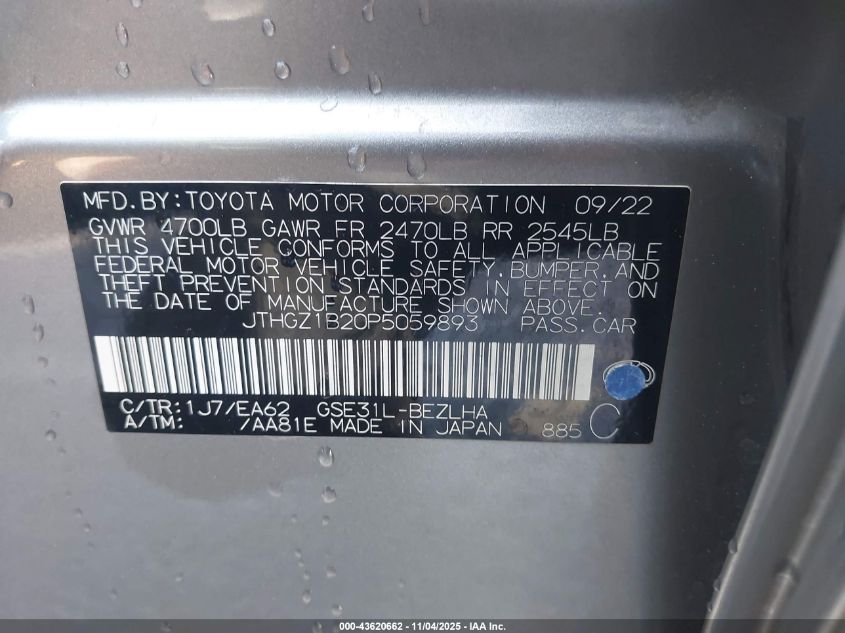 MFD.BY:TOYOTA MOTOR CORPORATION 09/22
GVWR 4700LB GAWR FR 2470LB RR 2545LB
THIS VEHICLE CONFORMS TO ALL APPLICABLE
FEDERAL MOTOR VEHICLE SAFETY,BUMPER,AND
THEFT PREVENTION STANDARDS IN EFFECT ON
THE DATE OF MANUFACTURE SHOWN ABOVE.
JTHGZ1B20P5059893 PASS.CAR
C/TR:1J7/EA62 GSE31L-BEZLHA
A/TM: /AA81E MADE IN JAPAN 885 C
000-43620662 - 11/04/2025 - IAA Inc.